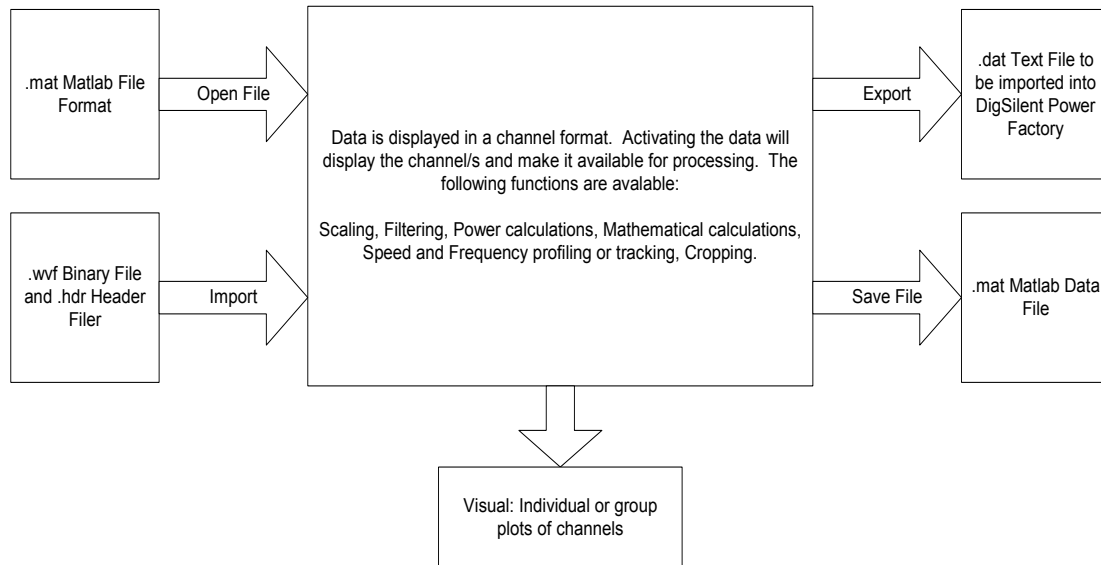 .mat Matlab File
Format
Open File
.wvf Binary File
and .hdr Header
Filer
Import
Data is displayed in a channel format.  Activating the data will
display the channel/s and make it available for processing.  The
following functions are avalable:
Scaling, Filtering, Power calculations, Mathematical calculations,
Speed and Frequency profiling or tracking, Cropping.
Export
.dat Text File to
be imported into
DigSilent Power
Factory
Save File
.mat Matlab Data
File
Visual: Individual or group
plots of channels